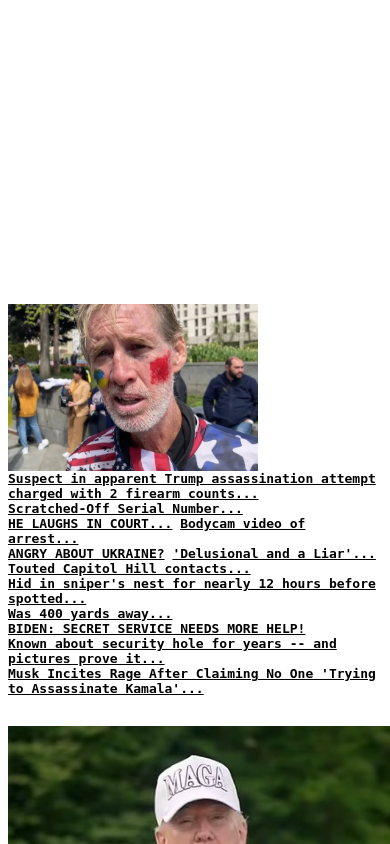 Suspect in apparent Trump assassination attempt
charged with 2 firearm counts...
Scratched-Off Serial Number...
HE LAUGHS IN COURT... Bodycam video of
arrest...
ANGRY ABOUT UKRAINE? 'Delusional and a Liar'...
Touted Capitol Hill contacts...
Hid in sniper's nest for nearly 12 hours before
spotted...
Was 400 yards away...
BIDEN: SECRET SERVICE NEEDS MORE HELP!
Known about security hole for years -- and
pictures prove it...
Musk Incites Rage After Claiming No One 'Trying
to Assassinate Kamala'...
MAGA